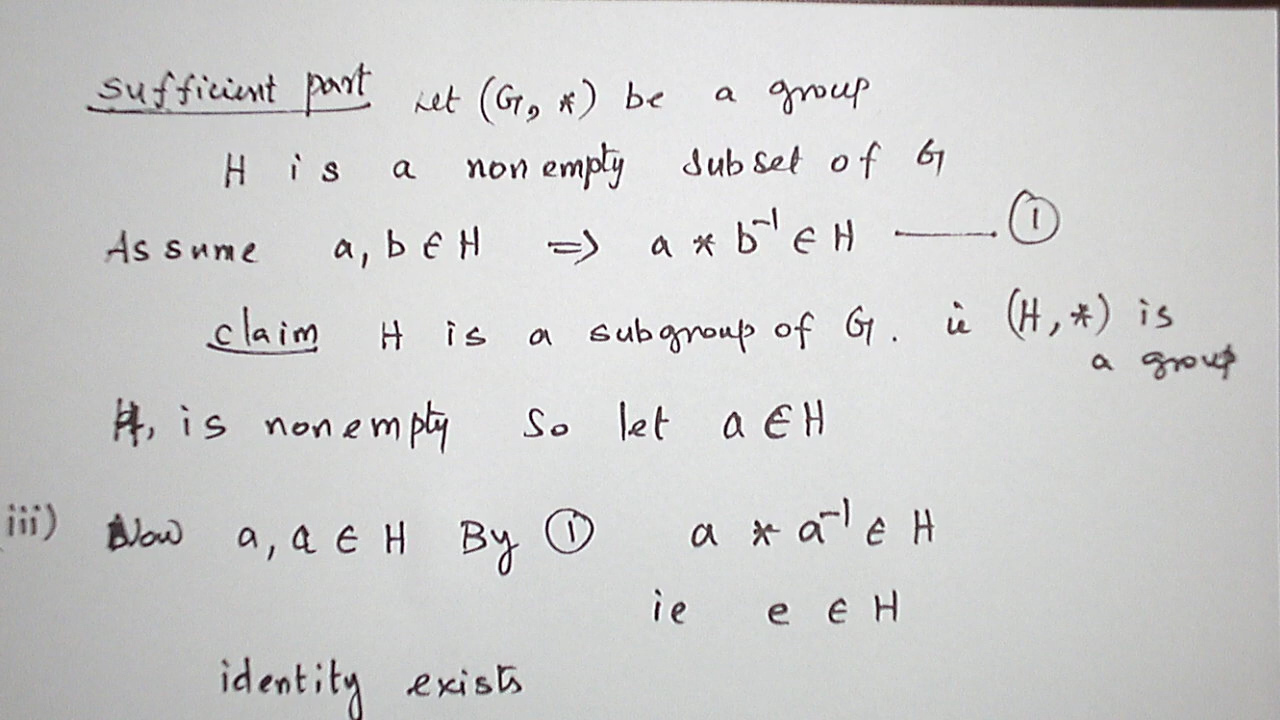 sufficient part Let (G, *) be a group
H is a nonempty subset of G
Assume a, b ∈ H => a * b⁻¹ ∈ H —— ①
claim H is a subgroup of G. ie (H, *) is
a group
H, is nonempty So let a ∈ H
iii) Now a, a ∈ H By ① a * a⁻¹ ∈ H
ie e ∈ H
identity exists